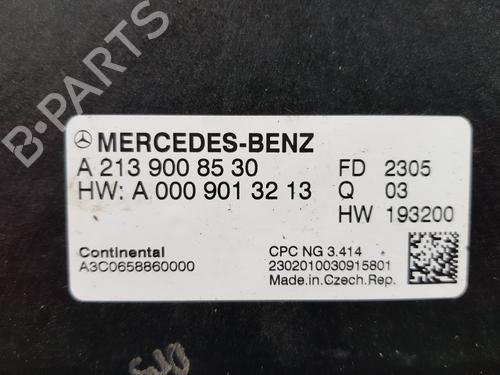 MERCEDES-BENZ
A 213 900 85 30 FD 2305
HW: A 000 901 32 13 Q 03
HW 193200
Continental CPC NG 3.414
A3C0658860000 2302010030915801
Made.in.Czech.Rep.
B-Parts